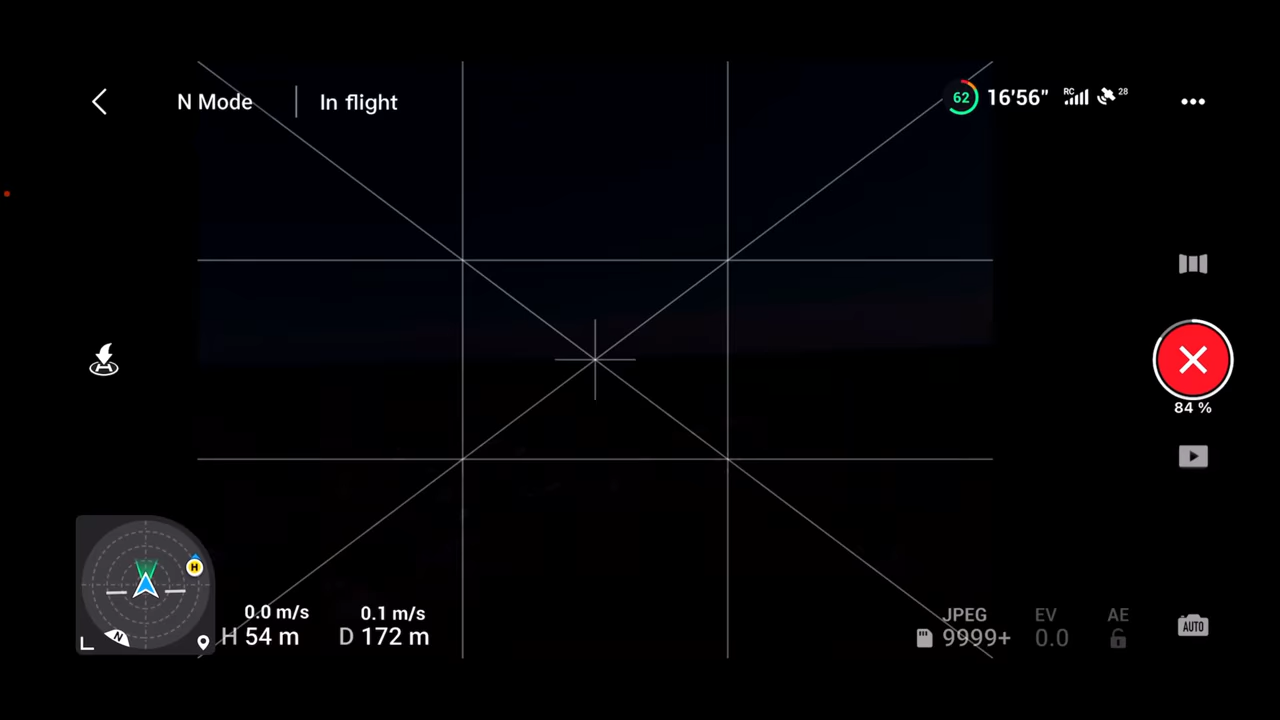 N Mode
In flight
62
16'56"
RC
28
84 %
H
N
0.0 m/s
0.1 m/s
H 54 m
D 172 m
JPEG
EV
AE
9999+
0.0
AUTO